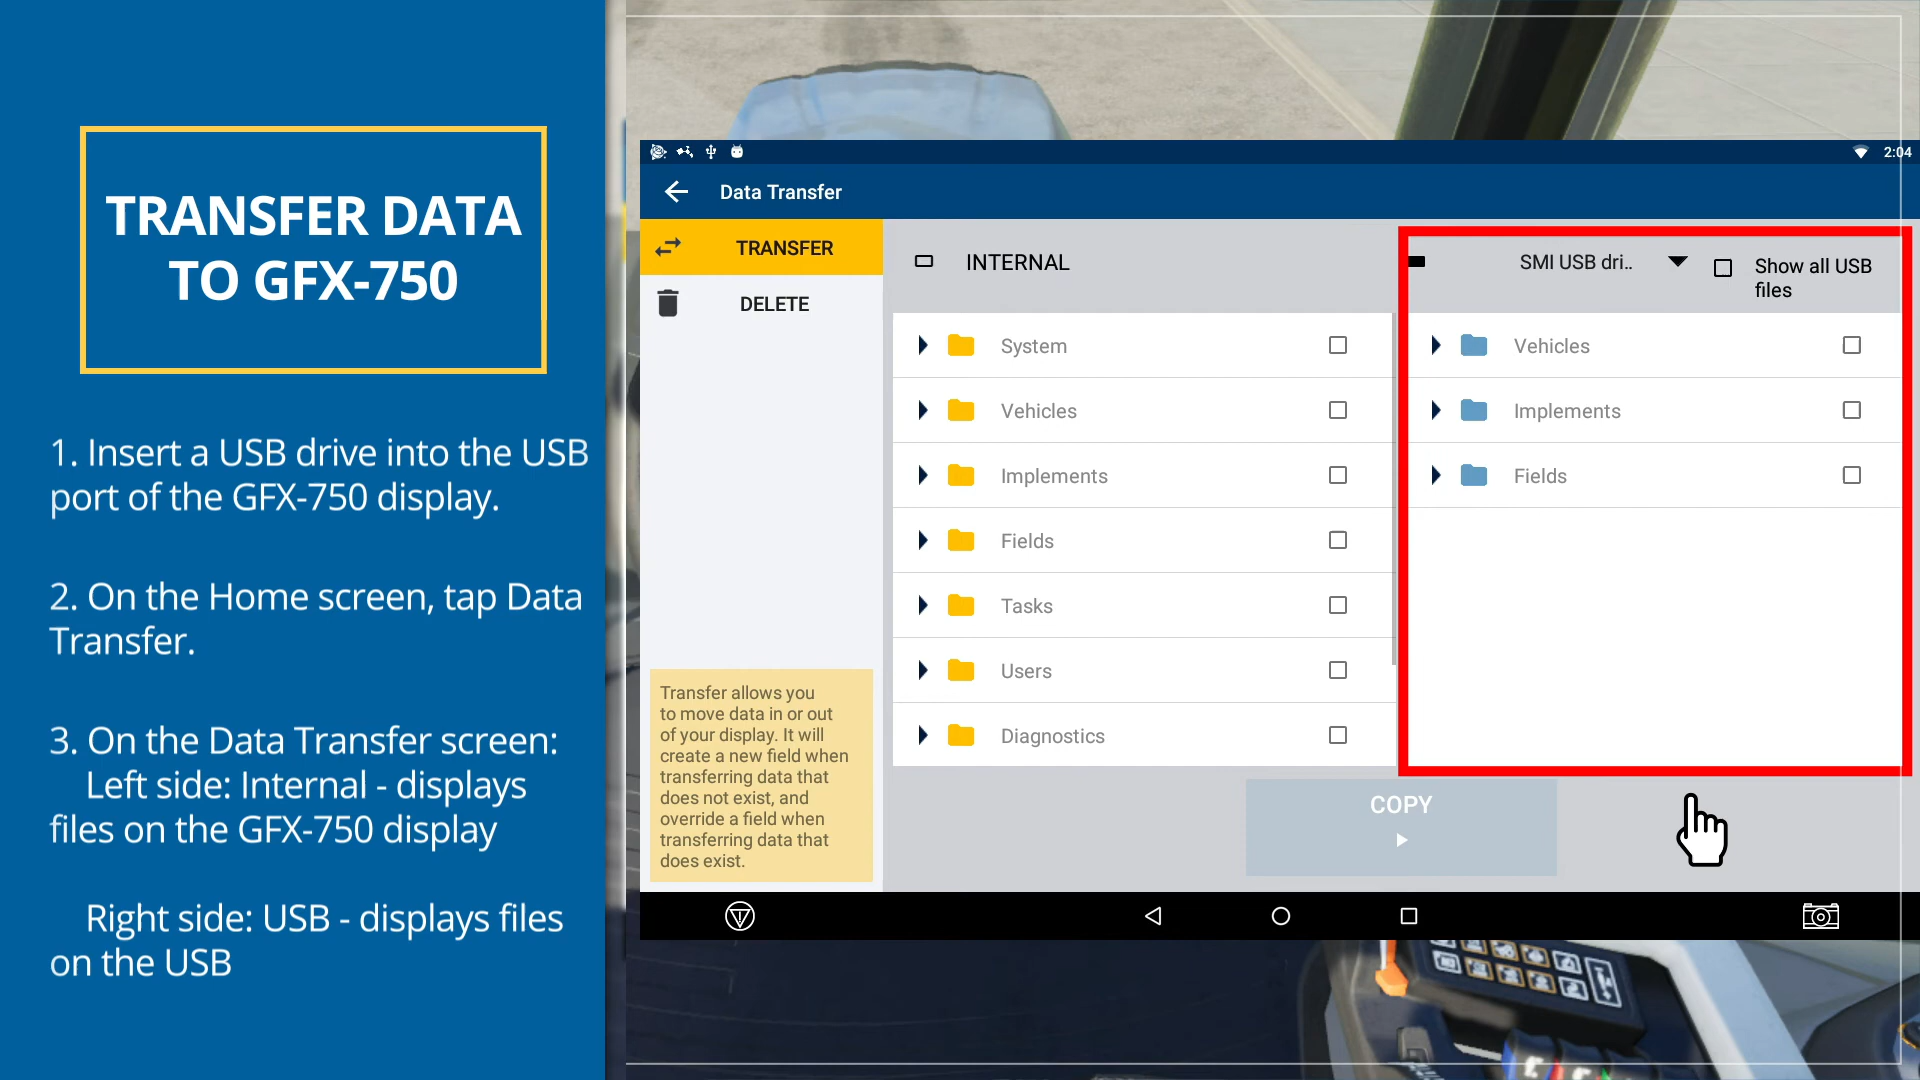 TRANSFER DATA
TO GFX-750
1. Insert a USB drive into the USB
port of the GFX-750 display.
2. On the Home screen, tap Data
Transfer.
3. On the Data Transfer screen:
Left side: Internal - displays
files on the GFX-750 display
Right side: USB - displays files
on the USB
2:04
Data Transfer
TRANSFER
DELETE
Transfer allows you
to move data in or out
of your display. It will
create a new field when
transferring data that
does not exist, and
override a field when
transferring data that
does exist.
INTERNAL
System
Vehicles
Implements
Fields
Tasks
Users
Diagnostics
SMI USB dri..
Show all USB
files
Vehicles
Implements
Fields
COPY